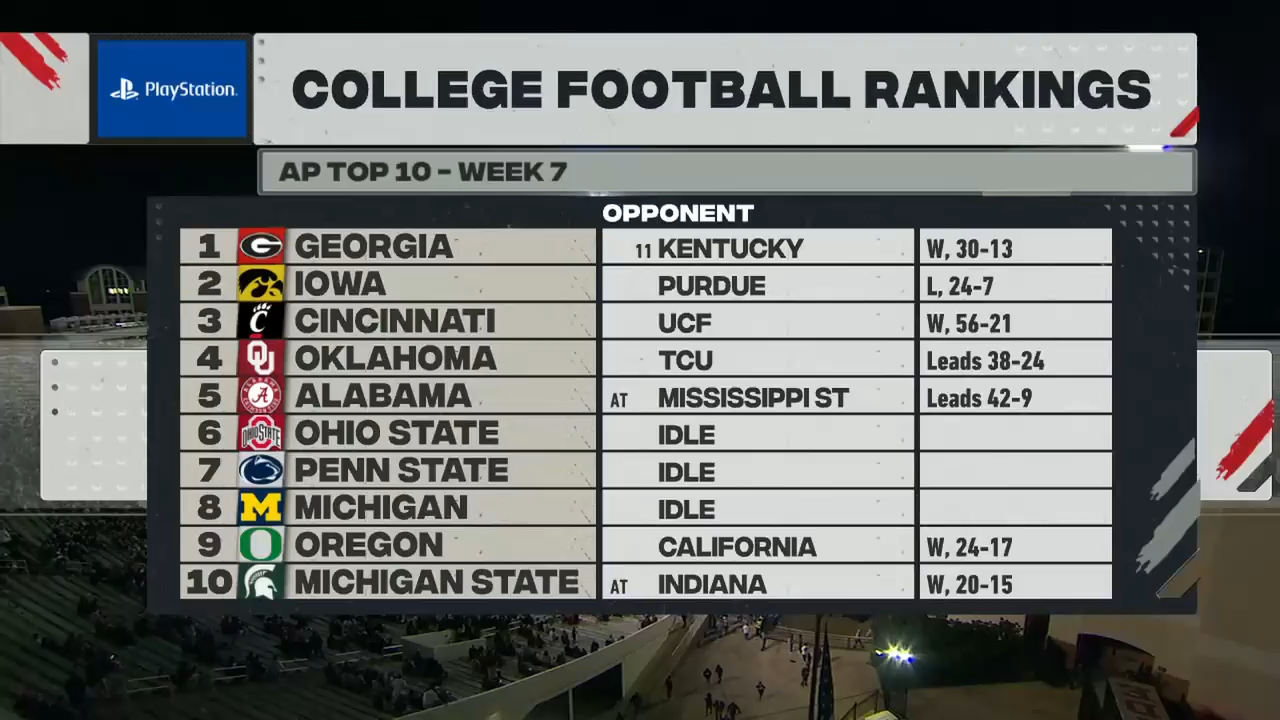 PlayStation.
COLLEGE FOOTBALL RANKINGS
AP TOP 10 – WEEK 7
OPPONENT
1 G GEORGIA 11 KENTUCKY W, 30-13
2 IOWA PURDUE L, 24-7
3 C CINCINNATI UCF W, 56-21
4 OU OKLAHOMA TCU Leads 38-24
5 A ALABAMA AT MISSISSIPPI ST Leads 42-9
6 OHIO STATE OHIO STATE IDLE
7 PENN STATE IDLE
8 M MICHIGAN IDLE
9 O OREGON CALIFORNIA W, 24-17
10 MICHIGAN STATE AT INDIANA W, 20-15